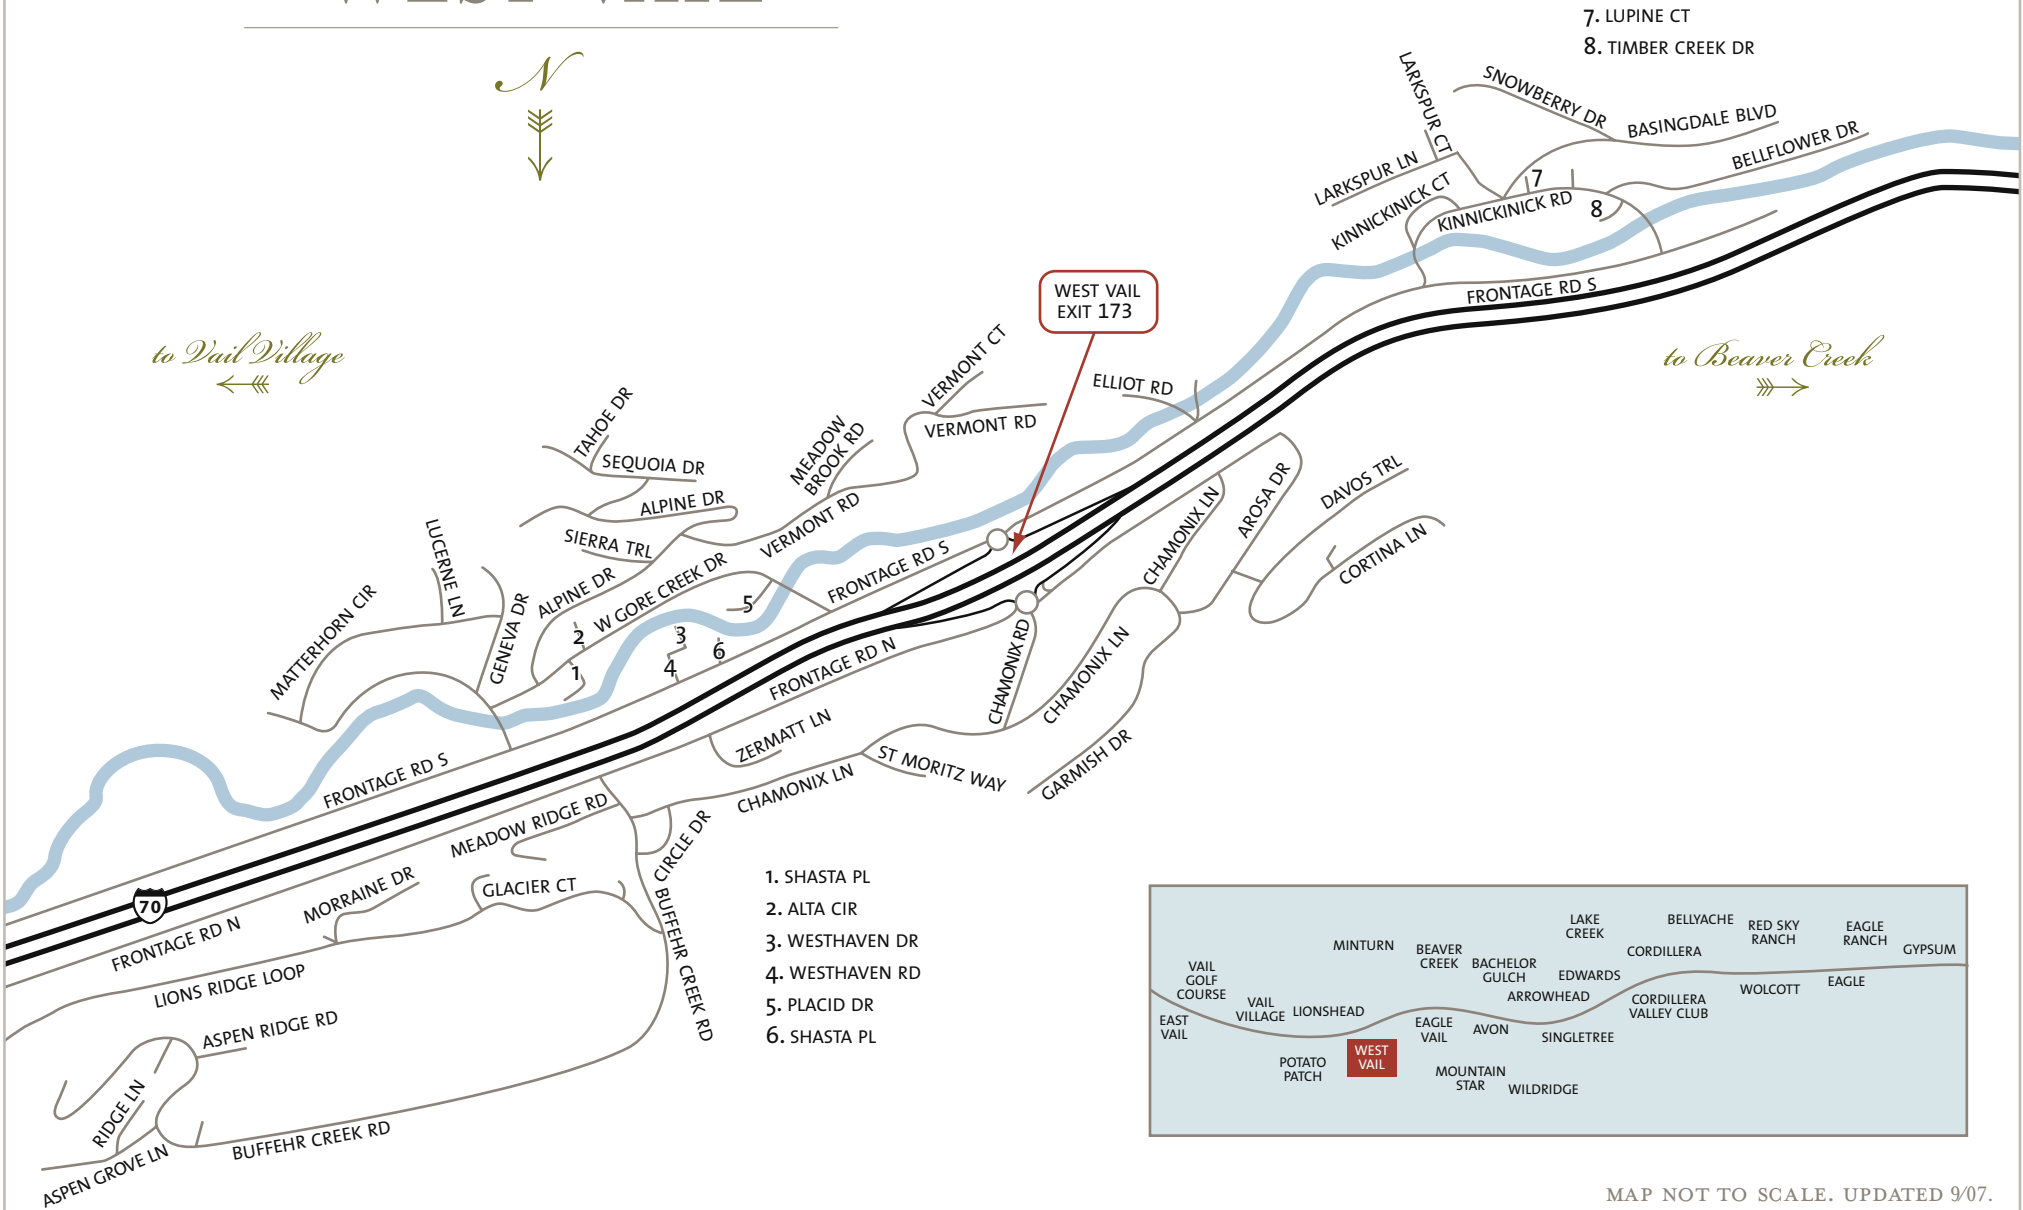 WEST VAIL
7. LUPINE CT
8. TIMBER CREEK DR
N
LARKSPUR CT
SNOWBERRY DR
BASINGDALE BLVD
BELLFLOWER DR
LARKSPUR LN
KINNICKINICK CT
KINNICKINICK RD
7
8
FRONTAGE RD S
WEST VAIL
EXIT 173
to Vail Village
to Beaver Creek
VERMONT CT
ELLIOT RD
VERMONT RD
TAHOE DR
SEQUOIA DR
MEADOW
BROOK RD
ALPINE DR
VERMONT RD
SIERRA TRL
LUCERNE LN
MATTERHORN CIR
GENEVA DR
ALPINE DR
W GORE CREEK DR
FRONTAGE RD S
2
1
3
4
5
6
CHAMONIX LN
AROSA DR
DAVOS TRL
CORTINA LN
FRONTAGE RD N
CHAMONIX RD
CHAMONIX LN
ZERMATT LN
ST MORITZ WAY
GARMISH DR
CHAMONIX LN
FRONTAGE RD S
MEADOW RIDGE RD
CIRCLE DR
70
MORRAINE DR
GLACIER CT
BUFFEHR CREEK RD
FRONTAGE RD N
LIONS RIDGE LOOP
ASPEN RIDGE RD
RIDGE LN
ASPEN GROVE LN
BUFFEHR CREEK RD
1. SHASTA PL
2. ALTA CIR
3. WESTHAVEN DR
4. WESTHAVEN RD
5. PLACID DR
6. SHASTA PL
LAKE
CREEK
BELLYACHE
RED SKY
RANCH
EAGLE
RANCH
GYPSUM
MINTURN
BEAVER
CREEK
CORDILLERA
BACHELOR
GULCH
EDWARDS
VAIL
GOLF
COURSE
ARROWHEAD
WOLCOTT
EAGLE
VAIL
VILLAGE
LIONSHEAD
CORDILLERA
VALLEY CLUB
EAST
VAIL
EAGLE
VAIL
AVON
SINGLETREE
WEST
VAIL
POTATO
PATCH
MOUNTAIN
STAR
WILDRIDGE
MAP NOT TO SCALE. UPDATED 9/07.